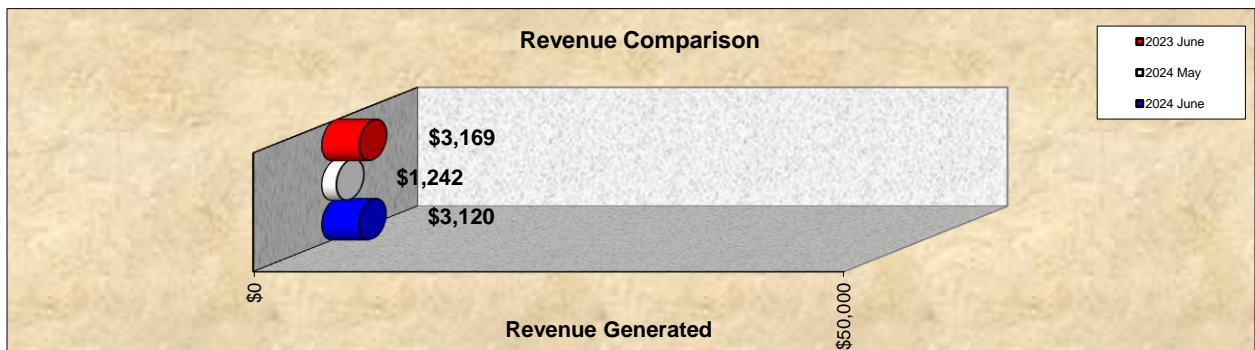 Revenue Comparison
2023 June
2024 May
2024 June
$3,169
$1,242
$3,120
$0
$50,000
Revenue Generated